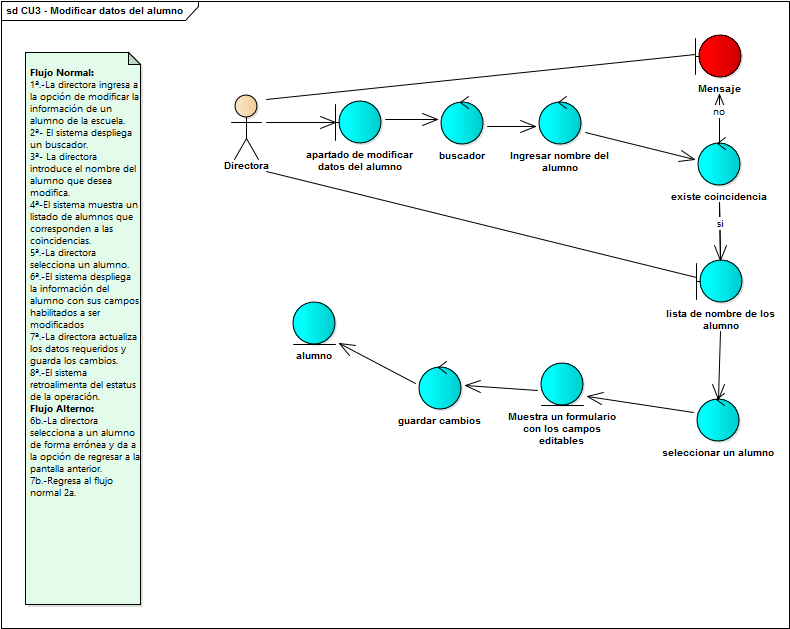 sd CU3 - Modificar datos del alumno
Flujo Normal:
1ª.-La directora ingresa a
la opción de modificar la
información de un
alumno de la escuela.
2ª- El sistema despliega
un buscador.
3ª- La directora
introduce el nombre del
alumno que desea
modifica.
4ª-El sistema muestra un
listado de alumnos que
corresponden a las
coincidencias.
5ª.-La directora
selecciona un alumno.
6ª.-El sistema despliega
la información del
alumno con sus campos
habilitados a ser
modificados
7ª.-La directora actualiza
los datos requeridos y
guarda los cambios.
8ª.-El sistema
retroalimenta del estatus
de la operación.
Flujo Alterno:
6b.-La directora
selecciona a un alumno
de forma errónea y da a
la opción de regresar a la
pantalla anterior.
7b.-Regresa al flujo
normal 2a.
Directora
apartado de modificar
datos del alumno
buscador
Ingresar nombre del
alumno
Mensaje
no
existe coincidencia
si
lista de nombre de los
alumno
seleccionar un alumno
Muestra un formulario
con los campos
editables
guardar cambios
alumno